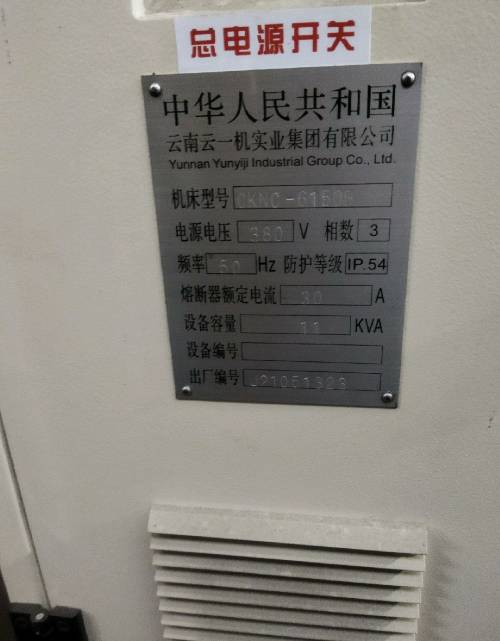 总电源开关
中华人民共和国
云南云一机实业集团有限公司
Yunnan Yunyiji Industrial Group Co., Ltd.
机床型号
电源电压 380 V 相数 3
频率 50 Hz 防护等级 IP.54
熔断器额定电流 30 A
设备容量 11 KVA
设备编号
出厂编号 J21051323